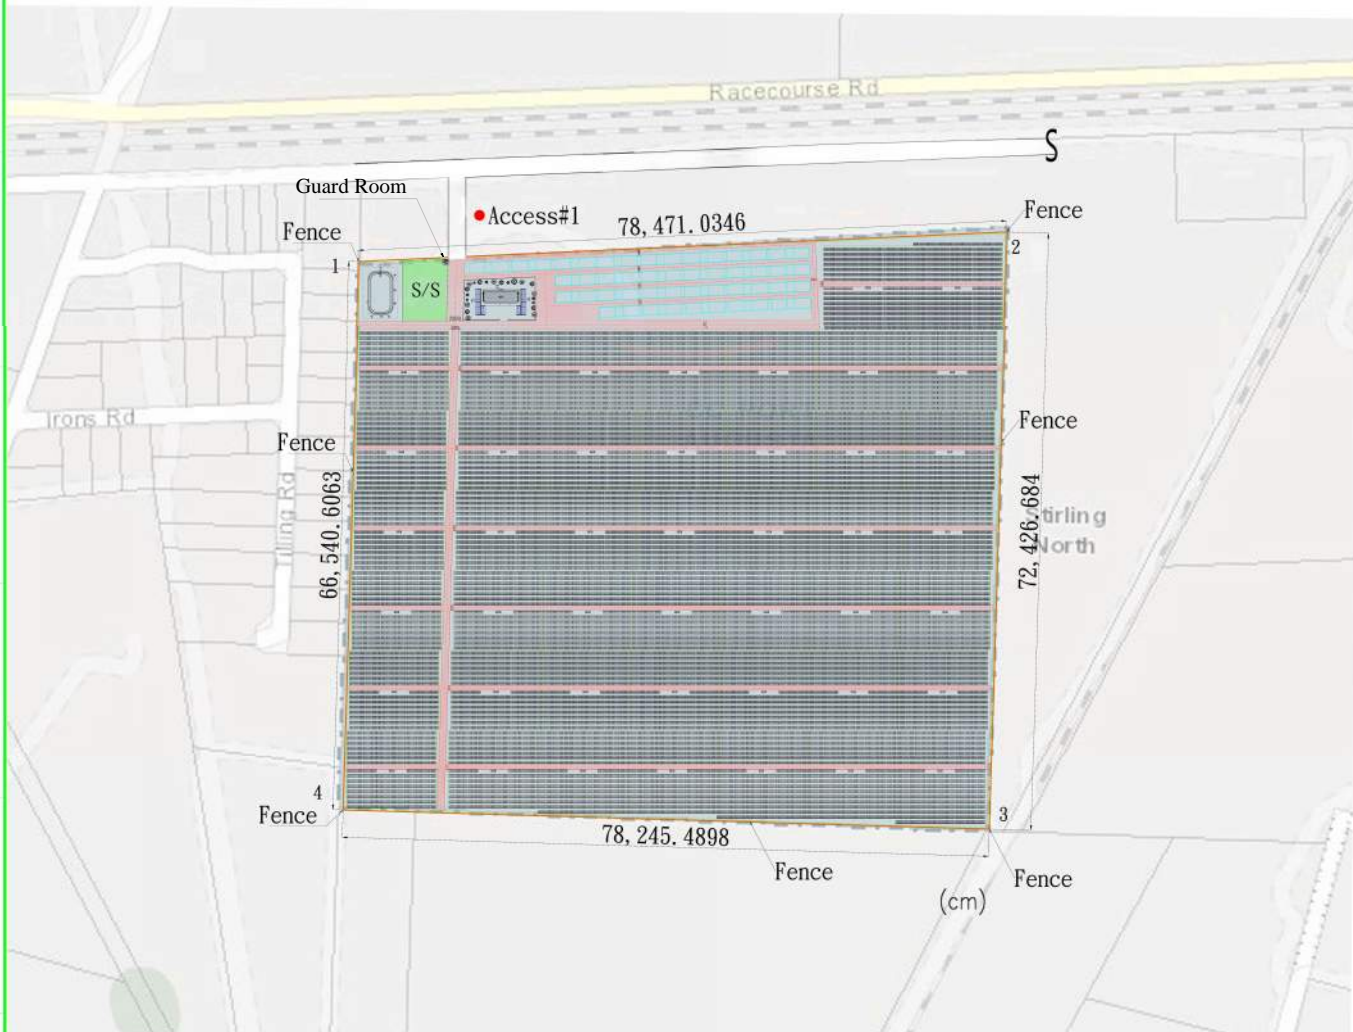 Racecourse Rd
S
Guard Room
Access#1
Fence
78,471.0346
Fence
1
2
S/S
Irons Rd
Fence
Fence
66,540.6063
72,426.684
Stirling
North
4
Fence
3
78,245.4898
Fence
Fence
(cm)